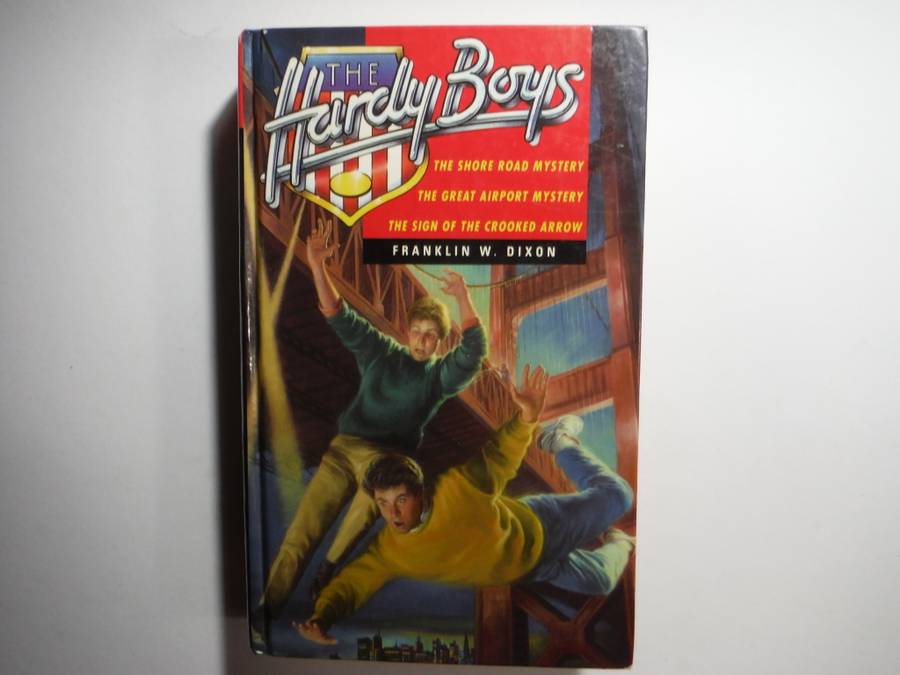 THE
Hardy Boys
THE SHORE ROAD MYSTERY
THE GREAT AIRPORT MYSTERY
THE SIGN OF THE CROOKED ARROW
FRANKLIN W. DIXON